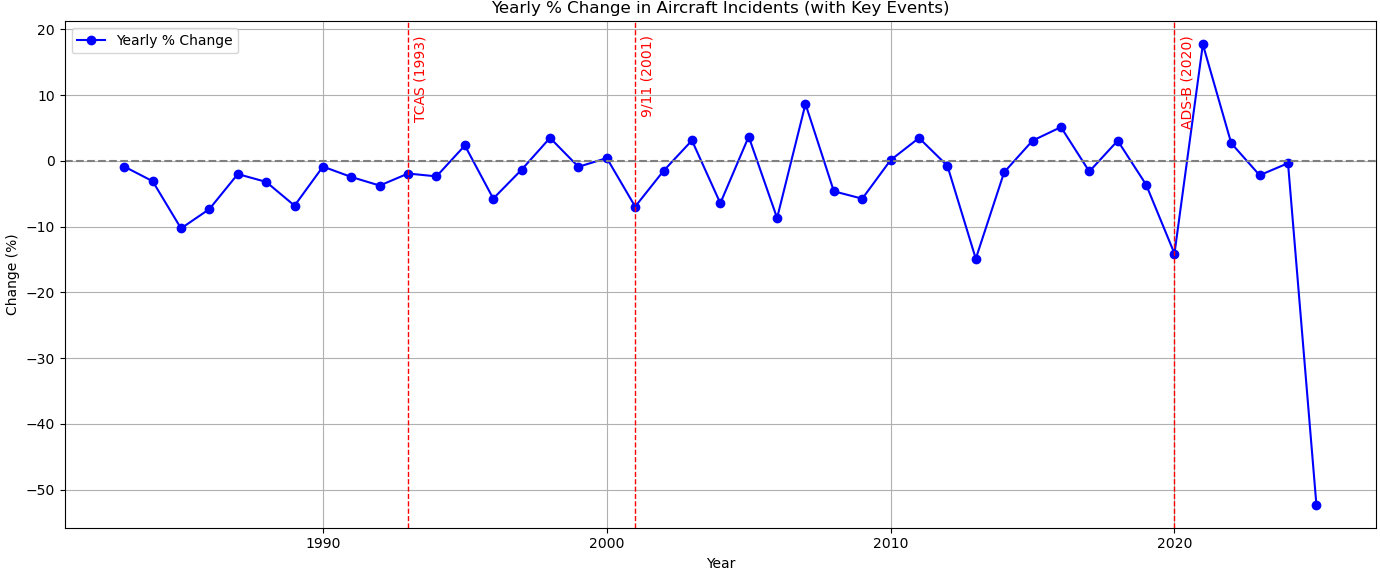 Yearly % Change in Aircraft Incidents (with Key Events)
Yearly % Change
TCAS (1993)
9/11 (2001)
ADS-B (2020)
Change (%)
20
10
0
−10
−20
−30
−40
−50
1990
2000
2010
2020
Year